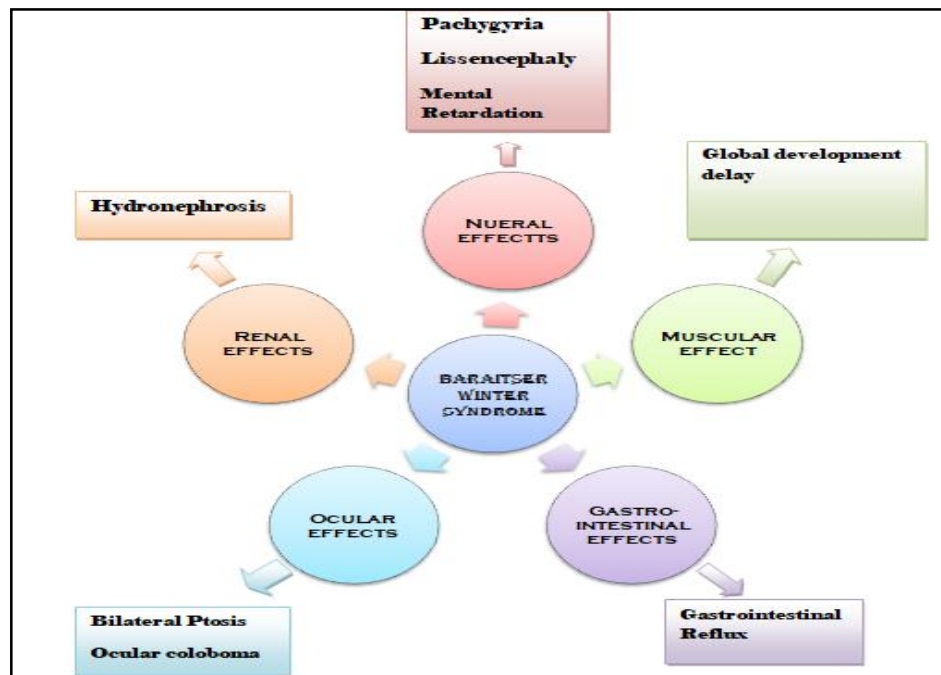 Pachygyria
Lissencephaly
Mental
Retardation
Global development
delay
Hydronephrosis
NUERAL
EFFECTTS
RENAL
EFFECTS
MUSCULAR
EFFECT
BARAITSER
WINTER
SYNDROME
OCULAR
EFFECTS
GASTRO-
INTESTINAL
EFFECTS
Bilateral Ptosis
Ocular coloboma
Gastrointestinal
Reflux